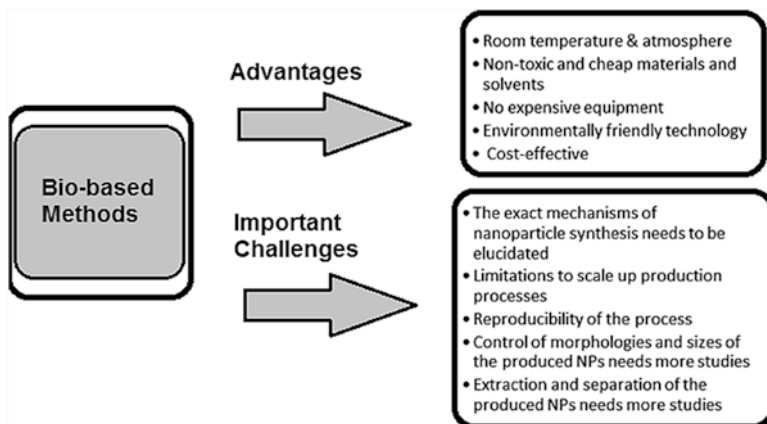 Bio-based
Methods
Advantages
• Room temperature & atmosphere
• Non-toxic and cheap materials and
solvents
• No expensive equipment
• Environmentally friendly technology
• Cost-effective
Important
Challenges
• The exact mechanisms of
nanoparticle synthesis needs to be
elucidated
• Limitations to scale up production
processes
• Reproducibility of the process
• Control of morphologies and sizes of
the produced NPs needs more studies
• Extraction and separation of the
produced NPs needs more studies